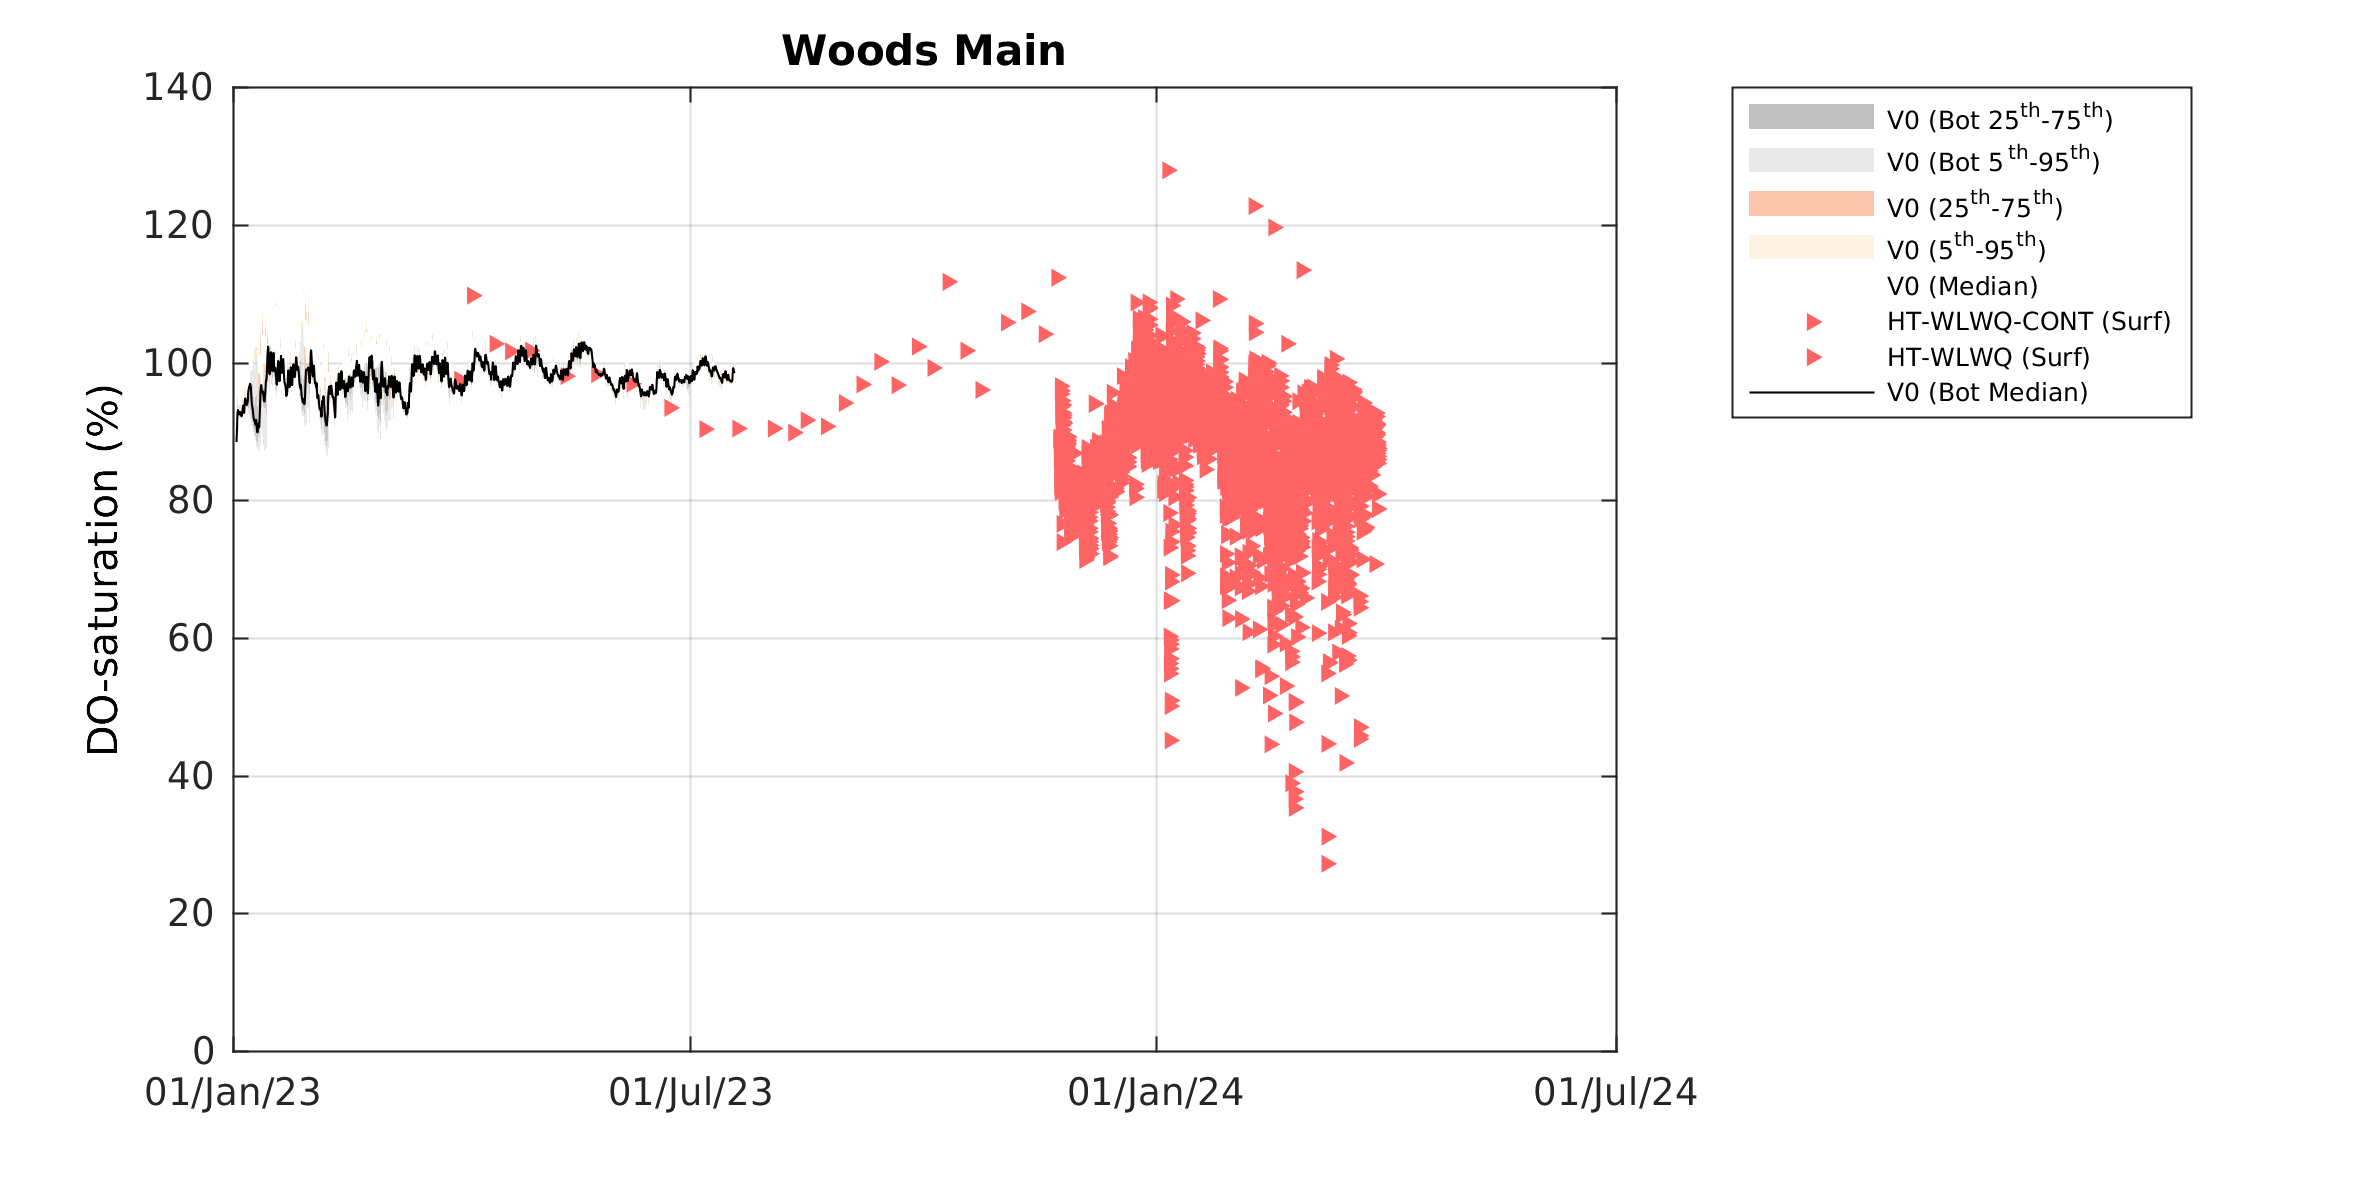 Woods Main
140
120
100
80
60
40
20
0
DO-saturation (%)
01/Jan/23
01/Jul/23
01/Jan/24
01/Jul/24
V0 (Bot 25th-75th)
V0 (Bot 5th-95th)
V0 (25th-75th)
V0 (5th-95th)
V0 (Median)
HT-WLWQ-CONT (Surf)
HT-WLWQ (Surf)
V0 (Bot Median)